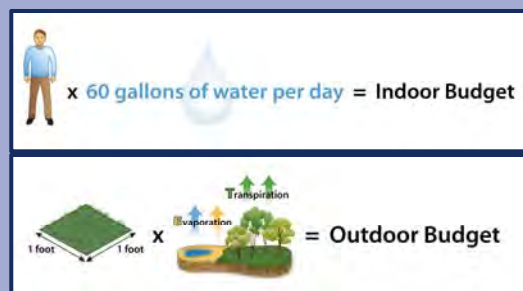 x 60 gallons of water per day = Indoor Budget
Transpiration
Evaporation
1 foot
1 foot
x
= Outdoor Budget